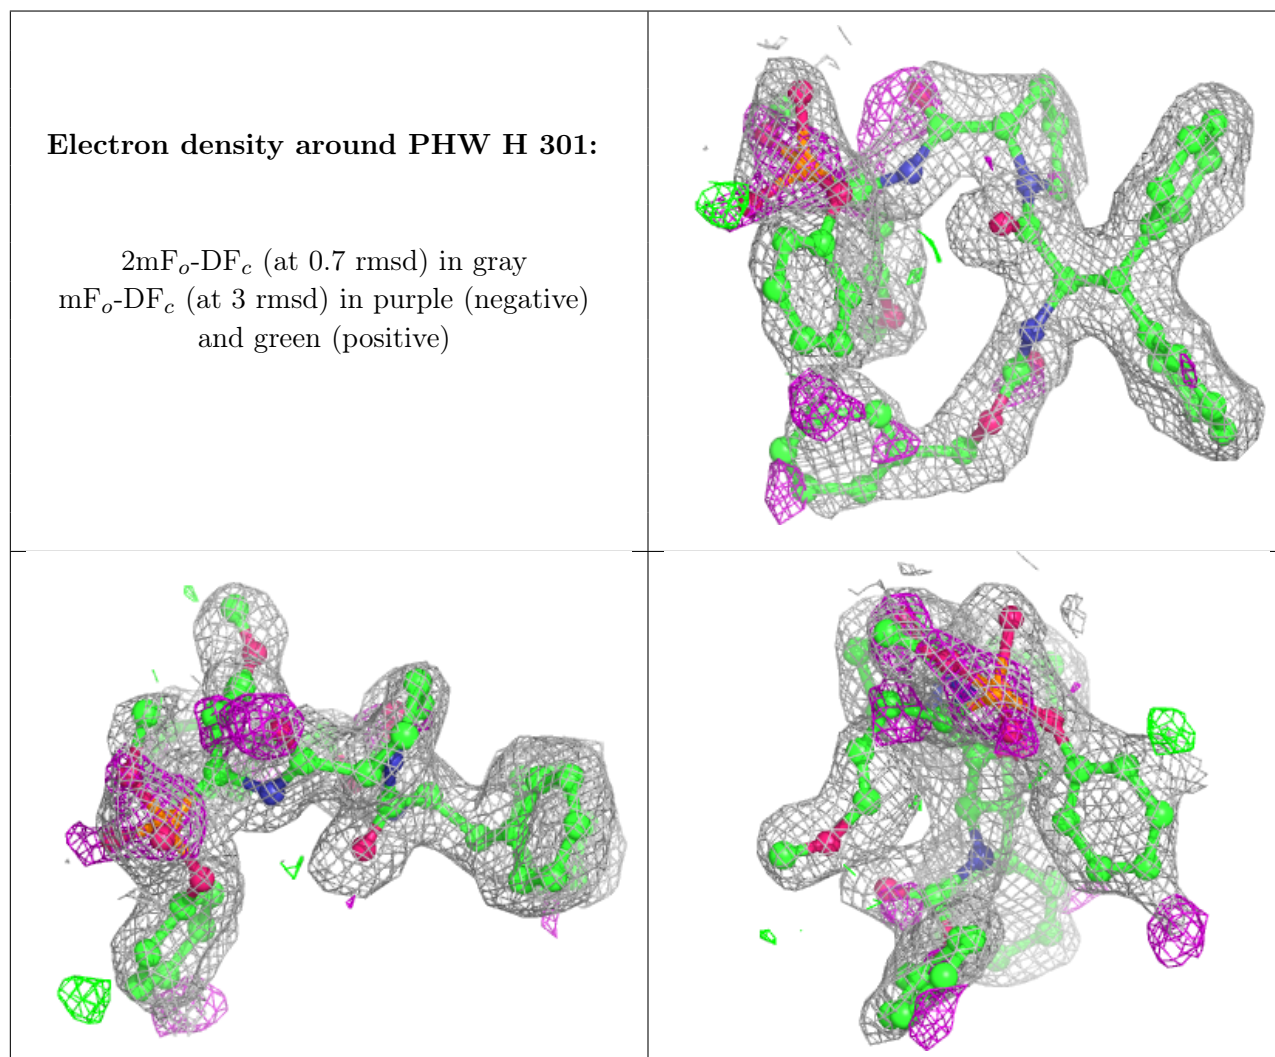 Electron density around PHW H 301:
2mFo-DFc (at 0.7 rmsd) in gray
mFo-DFc (at 3 rmsd) in purple (negative)
and green (positive)